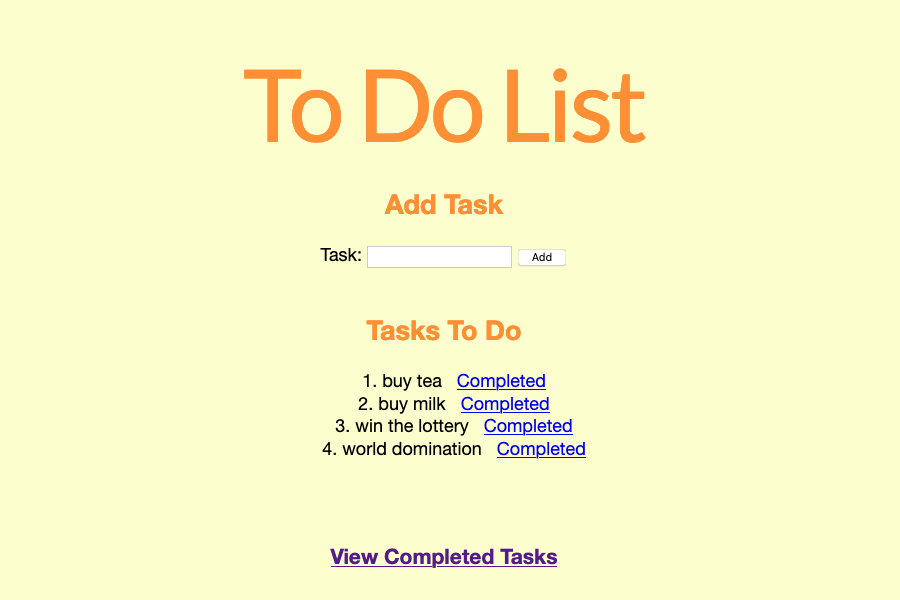 To Do List
Add Task
Task: Add
Tasks To Do
1. buy tea Completed
2. buy milk Completed
3. win the lottery Completed
4. world domination Completed
View Completed Tasks